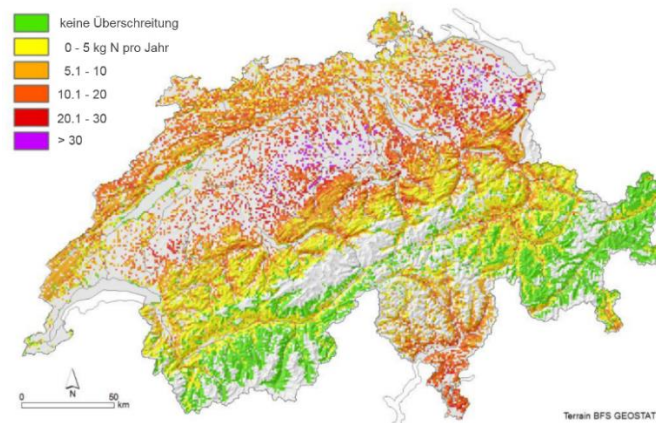 keine Überschreitung
0 - 5 kg N pro Jahr
5.1 - 10
10.1 - 20
20.1 - 30
> 30
N
0 50
km
Terrain BFS GEOSTAT